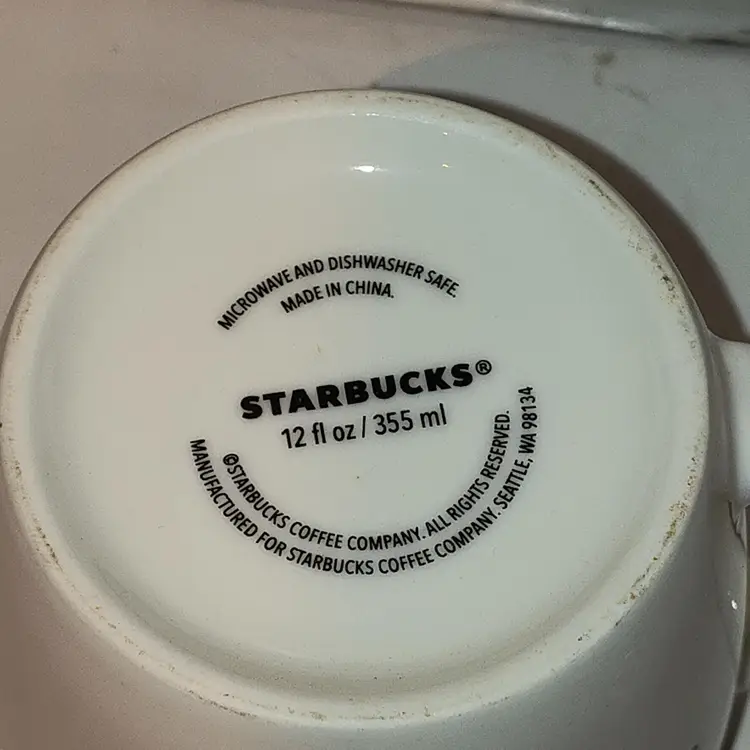 MICROWAVE AND DISHWASHER SAFE.
MADE IN CHINA.
STARBUCKS®
12 fl oz / 355 ml
©STARBUCKS COFFEE COMPANY. ALL RIGHTS RESERVED.
MANUFACTURED FOR STARBUCKS COFFEE COMPANY. SEATTLE, WA 98134